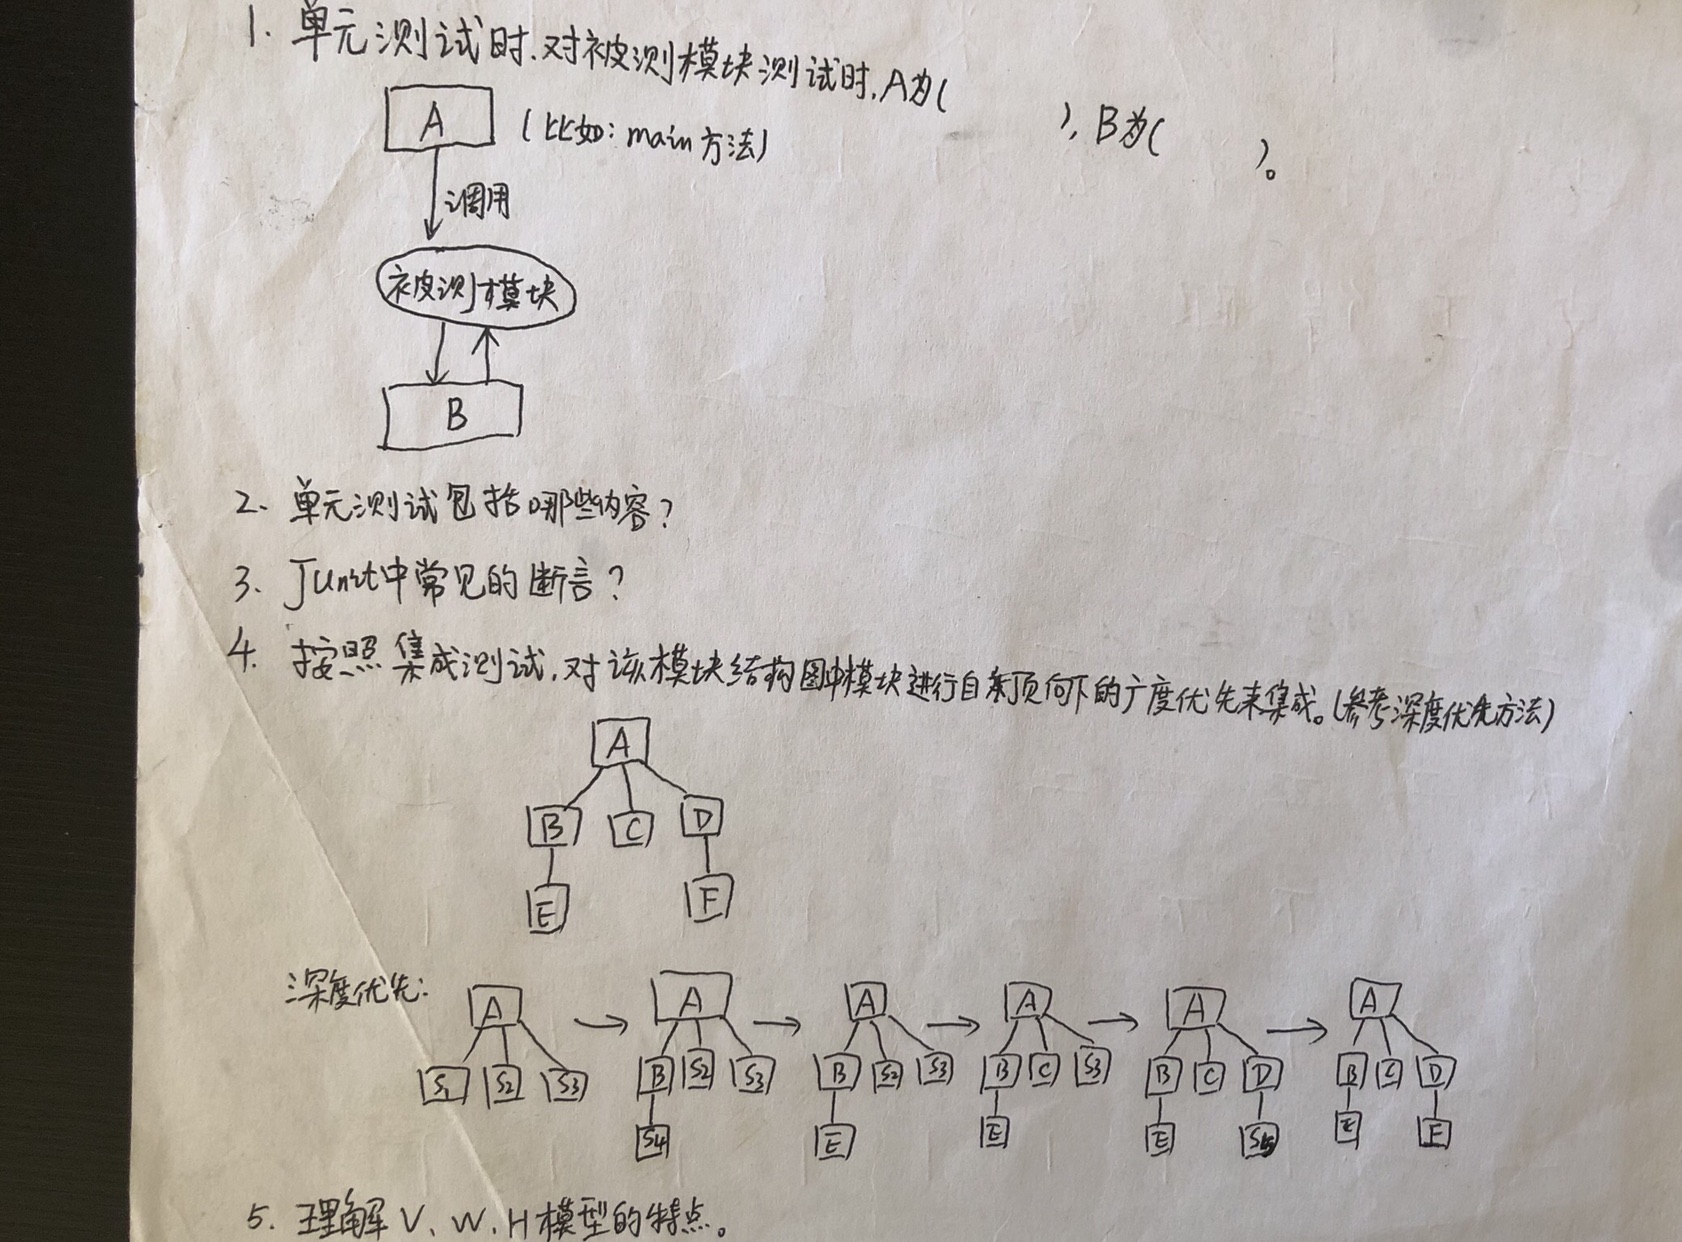 1. 单元测试时,对被测模块测试时,A为( ),B为( )。
A
(比如:main方法)
调用
被测模块
B
2、单元测试包括哪些内容?
3、Junit中常见的断言?
4. 按照集成测试,对该模块结构图中模块进行自顶向下的广度优先来集成。(参考深度优先方法)
A
B C D
E F
深度优先:
A → A → A → A → A → A
S1 S2 S3 B S2 S3 B S2 S3 B C S3 B C D B C D
S4 E E E S5 E F
5. 理解V、W、H模型的特点。